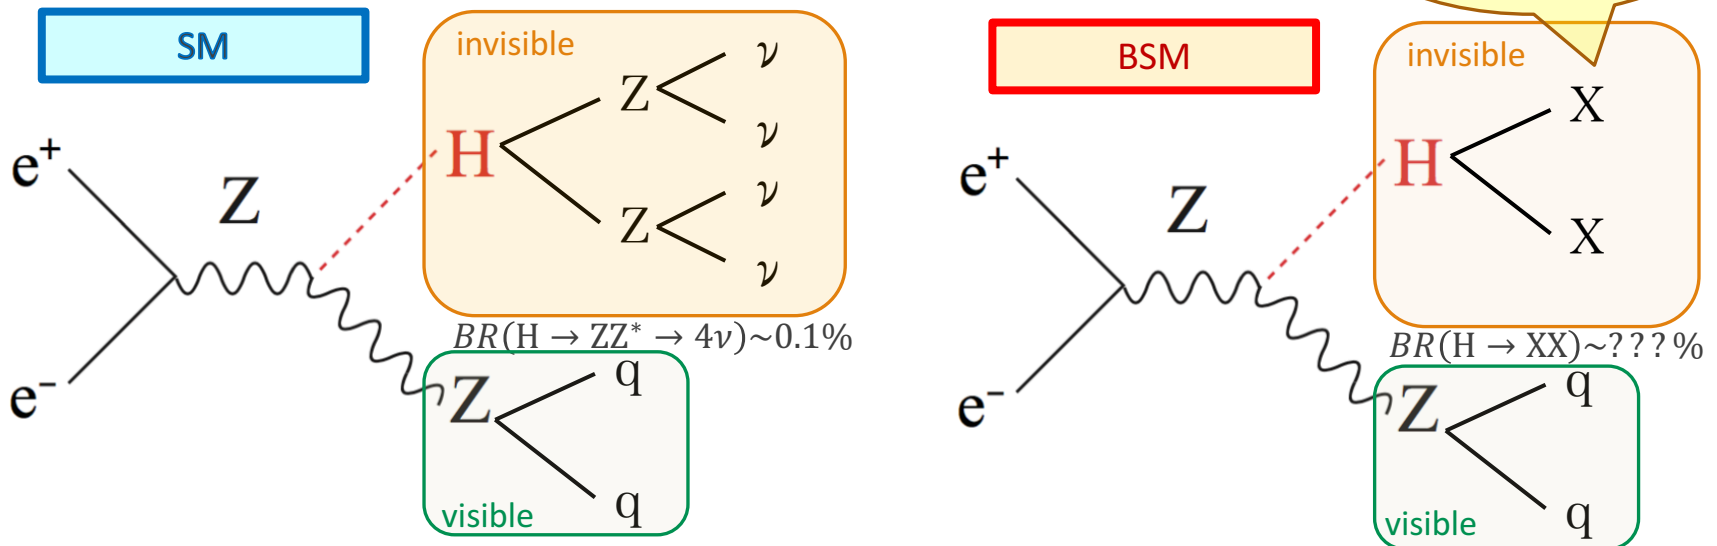 SM
invisible
e⁺
Z
H
Z
ν
ν
Z
ν
ν
BR(H → ZZ* → 4ν)~0.1%
e⁻
Z
q
q
visible
BSM
invisible
e⁺
Z
H
X
X
BR(H → XX)~???%
e⁻
Z
q
q
visible